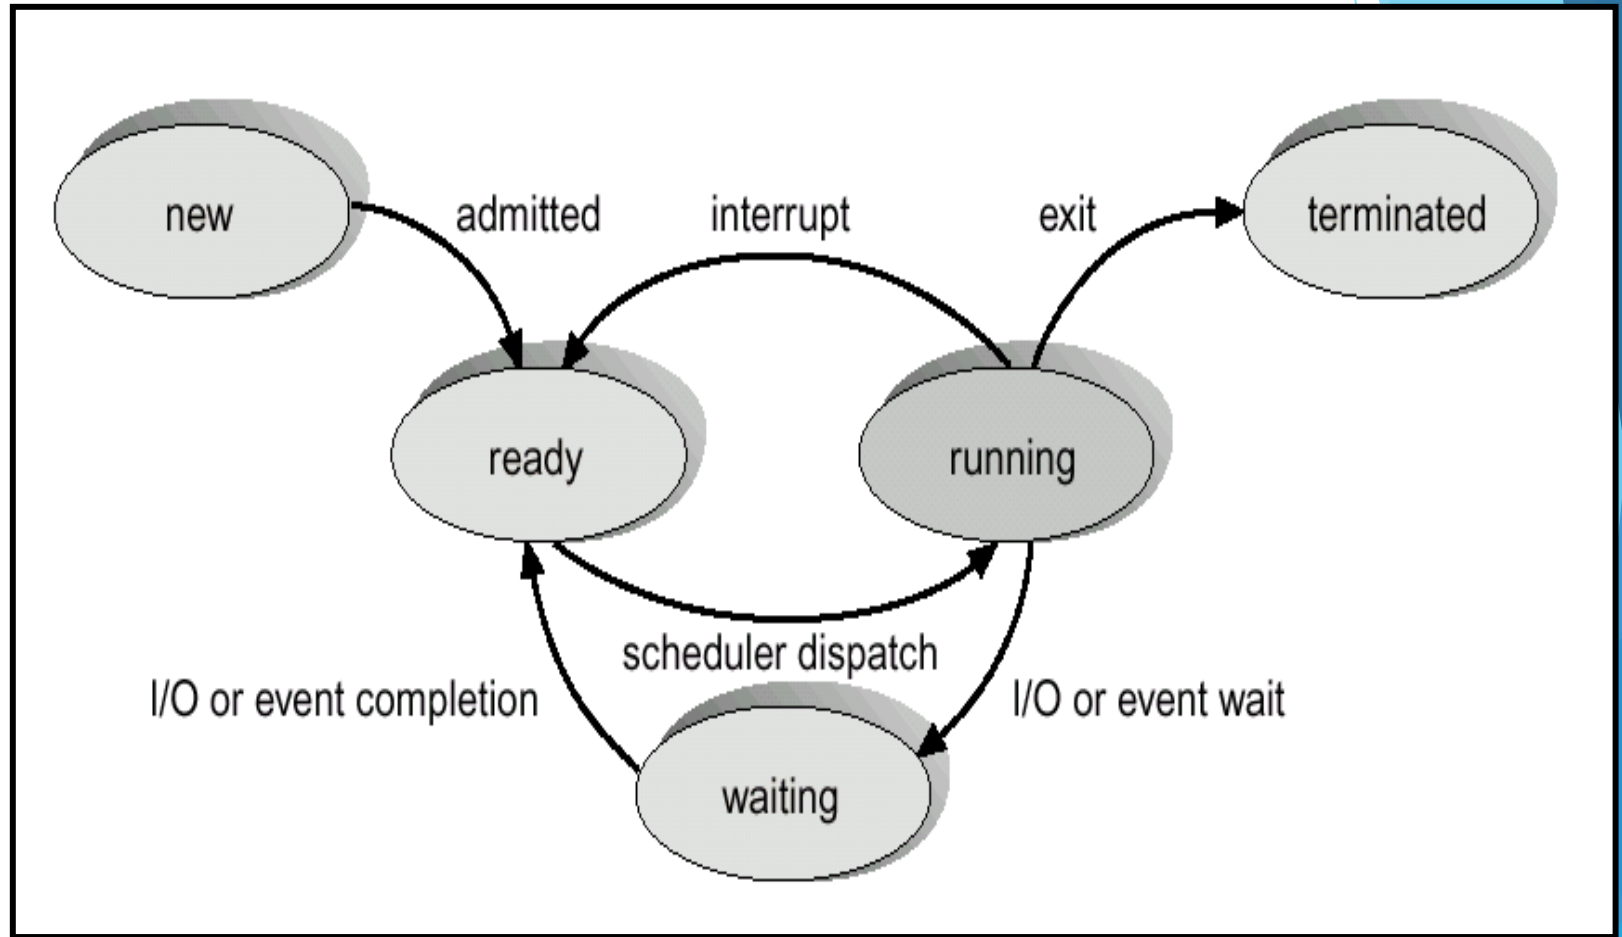 new
admitted
interrupt
exit
terminated
ready
running
scheduler dispatch
I/O or event completion
I/O or event wait
waiting